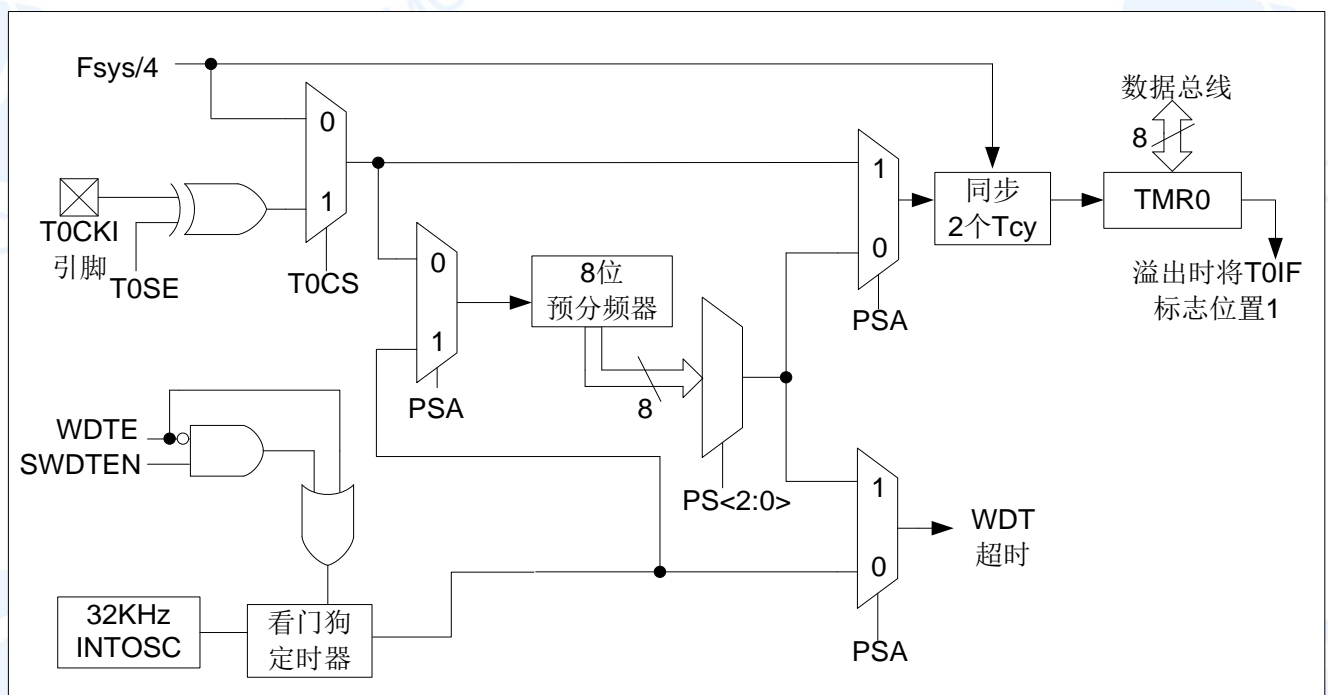 Fsys/4
数据总线
8
0
1
T0CKI
引脚
T0SE
T0CS
0
1
PSA
8位
预分频器
8
PS<2:0>
1
0
PSA
同步
2个Tcy
TMR0
溢出时将T0IF
标志位置1
WDTE
SWDTEN
32KHz
INTOSC
看门狗
定时器
1
0
PSA
WDT
超时